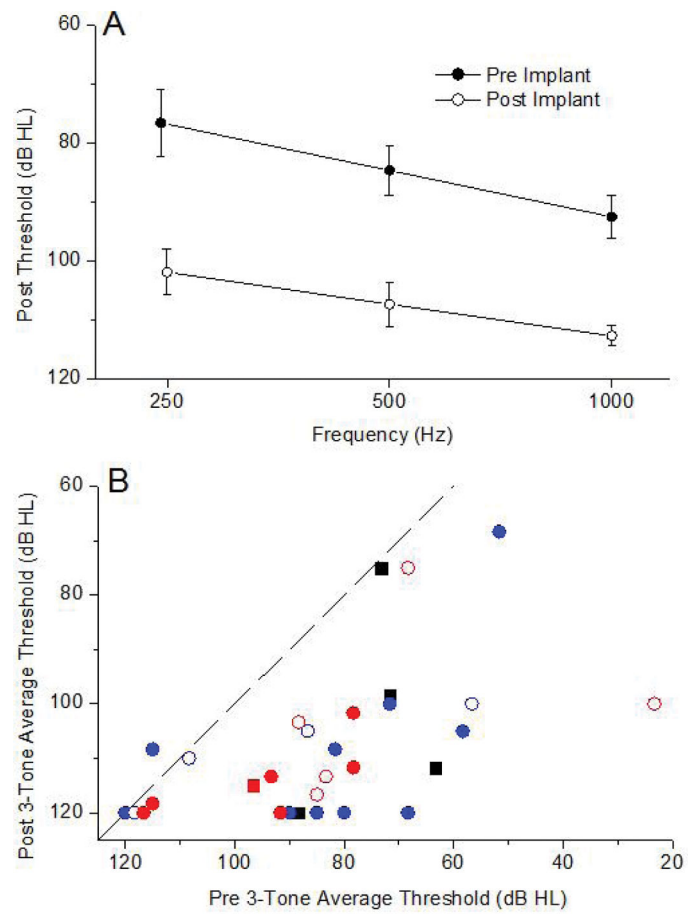 A
60
80
100
120
Post Threshold (dB HL)
Pre Implant
Post Implant
250
500
1000
Frequency (Hz)
B
60
80
100
120
Post 3-Tone Average Threshold (dB HL)
120
100
80
60
40
20
Pre 3-Tone Average Threshold (dB HL)